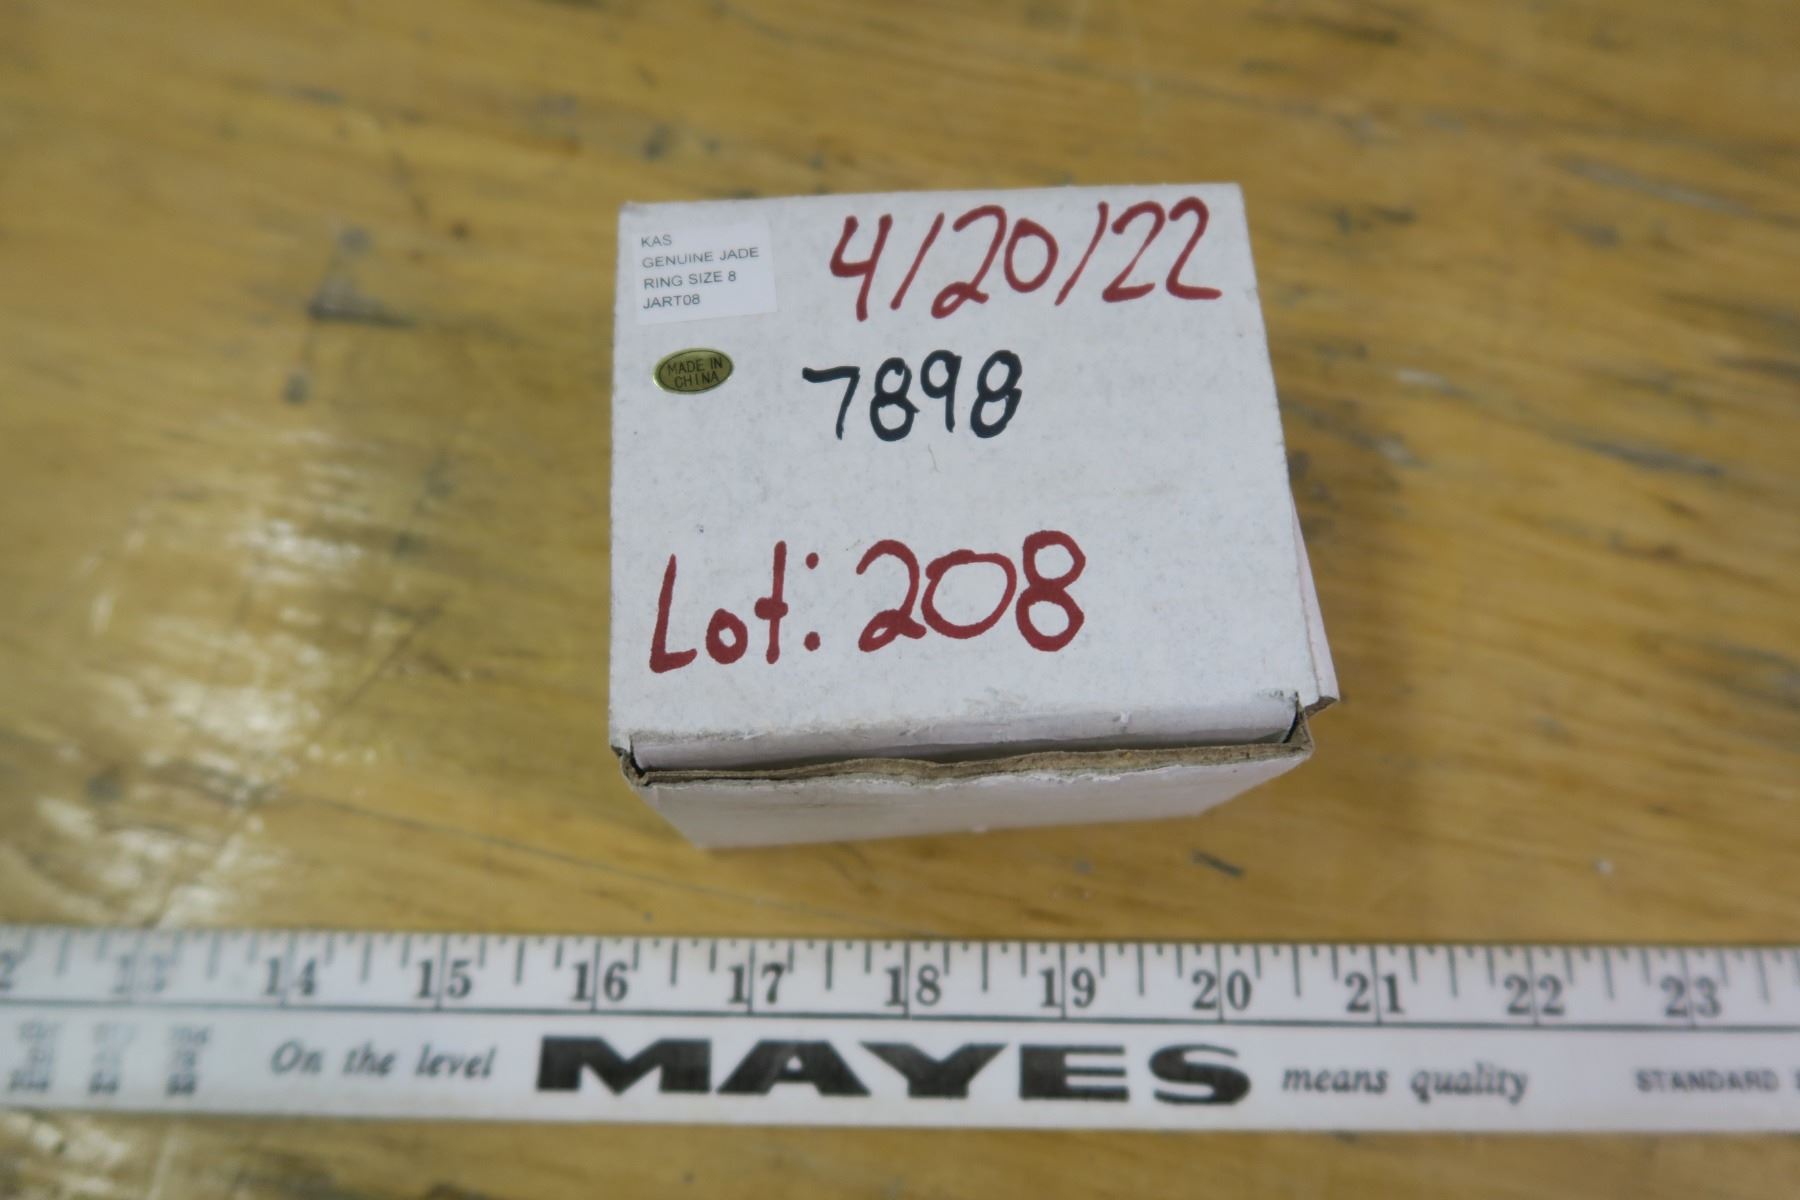 KAS
GENUINE JADE
RING SIZE 8
JART08
4/20/22
MADE IN
CHINA
7898
Lot: 208
13 14 15 16 17 18 19 20 21 22 23
On the level MAYES means quality STANDARD